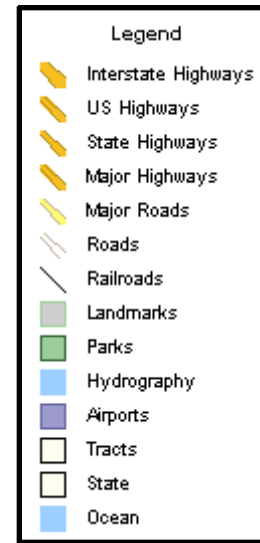 Legend
Interstate Highways
US Highways
State Highways
Major Highways
Major Roads
Roads
Railroads
Landmarks
Parks
Hydrography
Airports
Tracts
State
Ocean